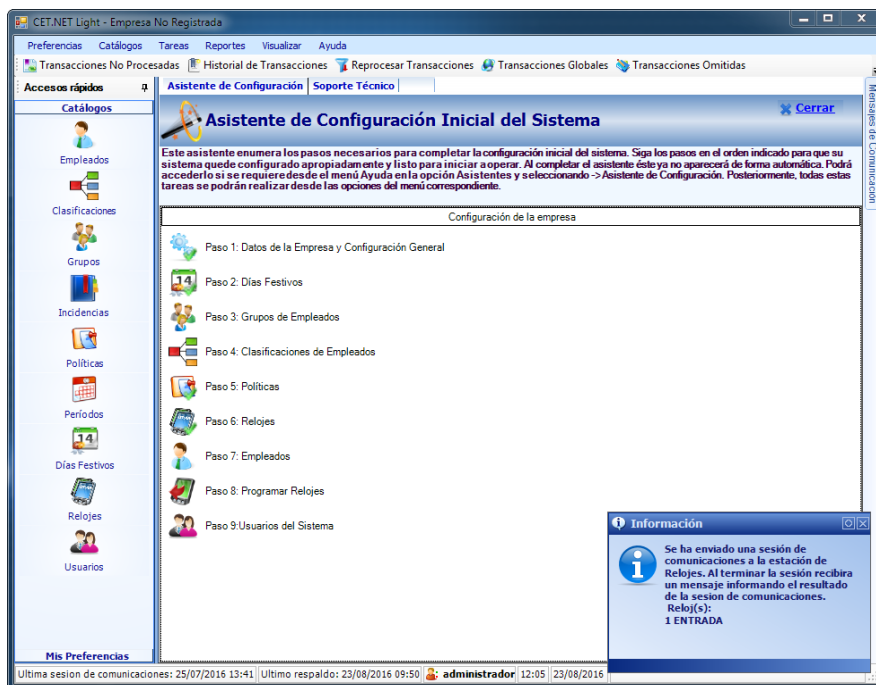 CET.NET Light - Empresa No Registrada
Preferencias Catálogos Tareas Reportes Visualizar Ayuda
Transacciones No Procesadas Historial de Transacciones Reprocesar Transacciones Transacciones Globales Transacciones Omitidas
Accesos rápidos
Catálogos
Empleados
Clasificaciones
Grupos
Incidencias
Políticas
Períodos
14
Días Festivos
Relojes
Usuarios
Mis Preferencias
Asistente de Configuración Soporte Técnico
Cerrar
Asistente de Configuración Inicial del Sistema
Este asistente enumera los pasos necesarios para completar la configuración inicial del sistema. Siga los pasos en el orden indicado para que su
sistema quede configurado apropiadamente y listo para iniciar a operar. Al completar el asistente éste ya no aparecerá de forma automática. Podrá
accederlo si se requiere desde el menú Ayuda en la opción Asistentes y seleccionando -> Asistente de Configuración. Posteriormente, todas estas
tareas se podrán realizar desde las opciones del menú correspondiente.
Configuración de la empresa
Paso 1: Datos de la Empresa y Configuración General
14
Paso 2: Días Festivos
Paso 3: Grupos de Empleados
Paso 4: Clasificaciones de Empleados
Paso 5: Políticas
Paso 6: Relojes
Paso 7: Empleados
Paso 8: Programar Relojes
Paso 9:Usuarios del Sistema
Mensajes de Comunicación
Información
Se ha enviado una sesión de
comunicaciones a la estación de
Relojes. Al terminar la sesión recibira
un mensaje informando el resultado
de la sesion de comunicaciones.
Reloj(s):
1 ENTRADA
Ultima sesion de comunicaciones: 25/07/2016 13:41 Ultimo respaldo: 23/08/2016 09:50 administrador 12:05 23/08/2016